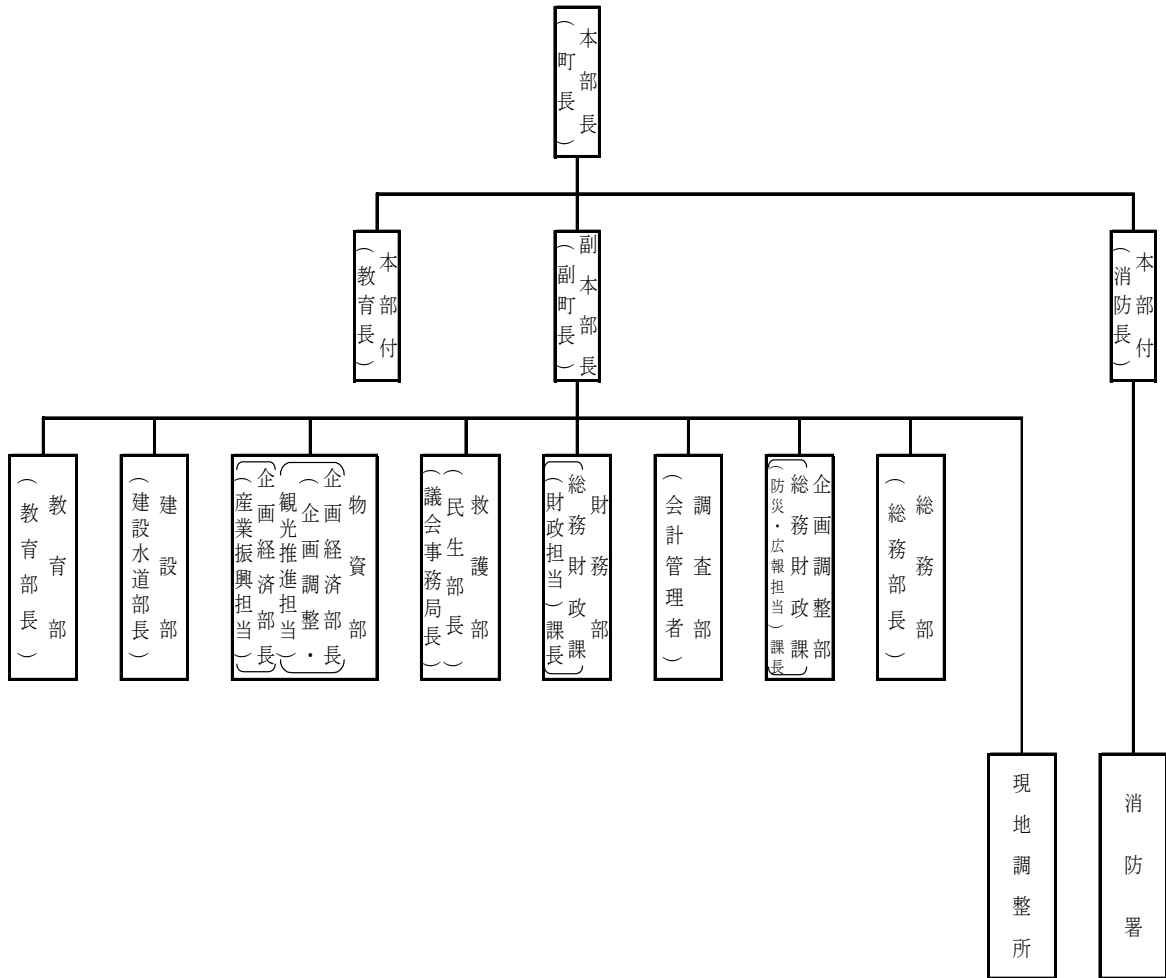 本部長
（町長）
本部付
（消防長）
副本部長
（副町長）
本部付
（教育長）
総務部
（総務部長）
企画調整部
総務財政課
（防災・広報担当）課長
調査部
（会計管理者）
財務部
総務財政課
（財政担当）課長
救護部
（民生部長）
（議会事務局長）
物資部
企画経済部長
（企画調整・
観光推進担当）
企画経済部長
（産業振興担当）
建設部
（建設水道部長）
教育部
（教育部長）
消防署
現地調整所